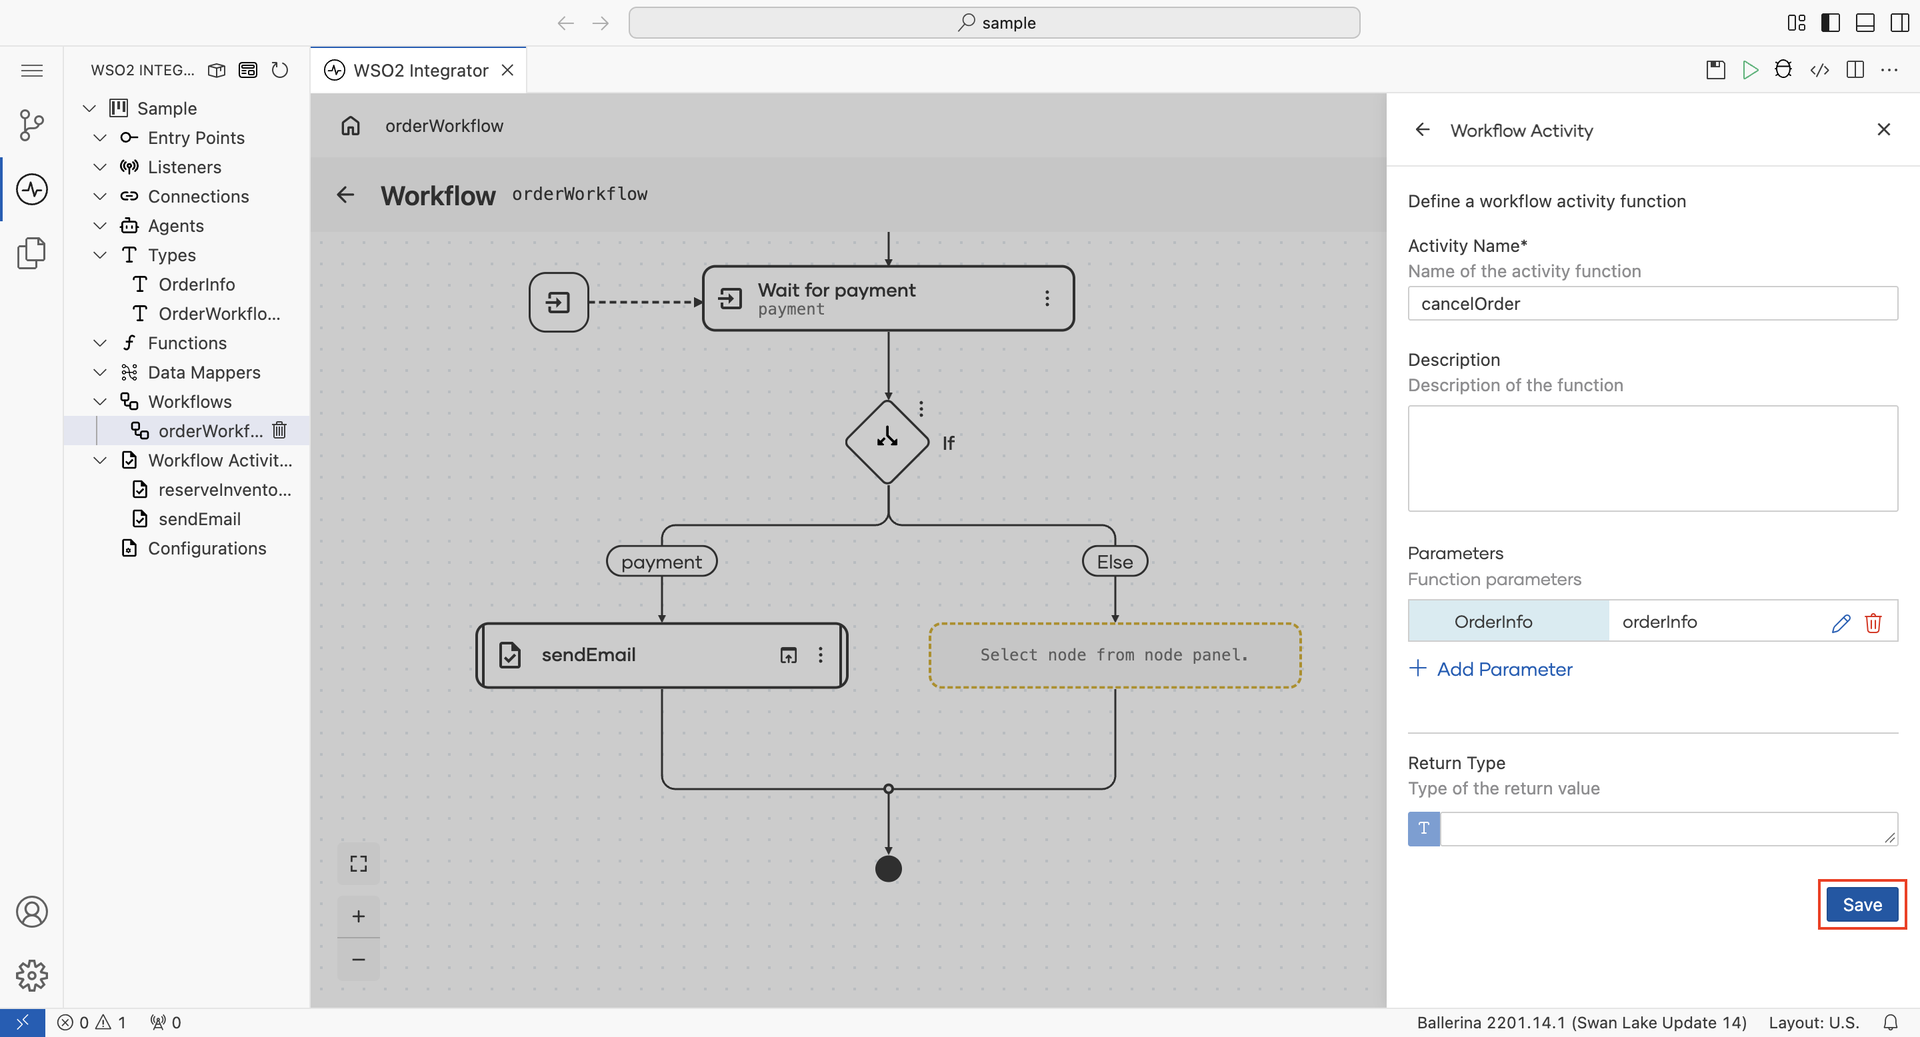 sample
WSO2 INTEG...
WSO2 Integrator
Sample
Entry Points
Listeners
Connections
Agents
Types
OrderInfo
OrderWorkflo...
Functions
Data Mappers
Workflows
orderWorkf...
Workflow Activit...
reserveInvento...
sendEmail
Configurations
orderWorkflow
Workflow orderWorkflow
Wait for payment
payment
If
payment
Else
sendEmail
Select node from node panel.
Workflow Activity
Define a workflow activity function
Activity Name*
Name of the activity function
cancelOrder
Description
Description of the function
Parameters
Function parameters
OrderInfo orderInfo
Add Parameter
Return Type
Type of the return value
T
Save
0 1 0
Ballerina 2201.14.1 (Swan Lake Update 14) Layout: U.S.